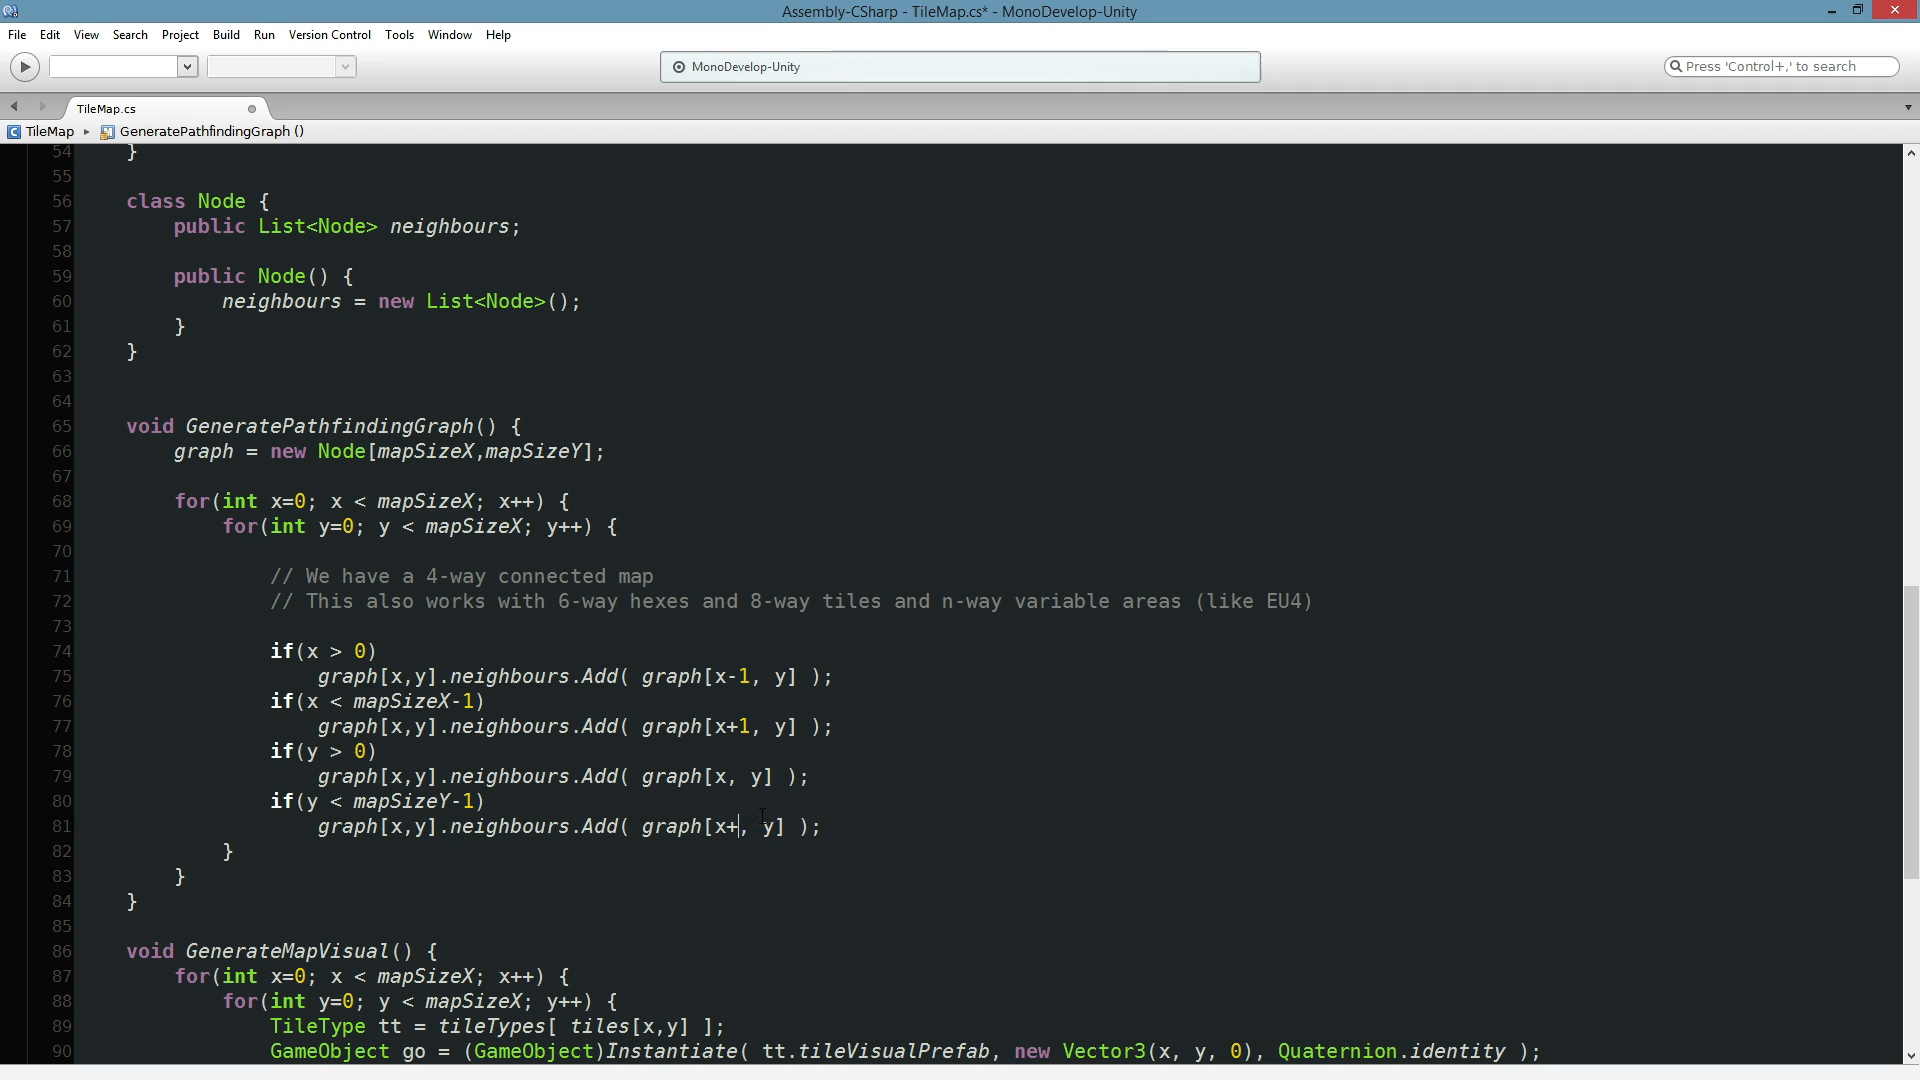 Assembly-CSharp - TileMap.cs* - MonoDevelop-Unity
File Edit View Search Project Build Run Version Control Tools Window Help
MonoDevelop-Unity
Press 'Control+,' to search
TileMap.cs
TileMap GeneratePathfindingGraph ()
54 }
55
56 class Node {
57 public List<Node> neighbours;
58
59 public Node() {
60 neighbours = new List<Node>();
61 }
62 }
63
64
65 void GeneratePathfindingGraph() {
66 graph = new Node[mapSizeX,mapSizeY];
67
68 for(int x=0; x < mapSizeX; x++) {
69 for(int y=0; y < mapSizeX; y++) {
70
71 // We have a 4-way connected map
72 // This also works with 6-way hexes and 8-way tiles and n-way variable areas (like EU4)
73
74 if(x > 0)
75 graph[x,y].neighbours.Add( graph[x-1, y] );
76 if(x < mapSizeX-1)
77 graph[x,y].neighbours.Add( graph[x+1, y] );
78 if(y > 0)
79 graph[x,y].neighbours.Add( graph[x, y] );
80 if(y < mapSizeY-1)
81 graph[x,y].neighbours.Add( graph[x+, y] );
82 }
83 }
84 }
85
86 void GenerateMapVisual() {
87 for(int x=0; x < mapSizeX; x++) {
88 for(int y=0; y < mapSizeX; y++) {
89 TileType tt = tileTypes[ tiles[x,y] ];
90 GameObject go = (GameObject)Instantiate( tt.tileVisualPrefab, new Vector3(x, y, 0), Quaternion.identity );